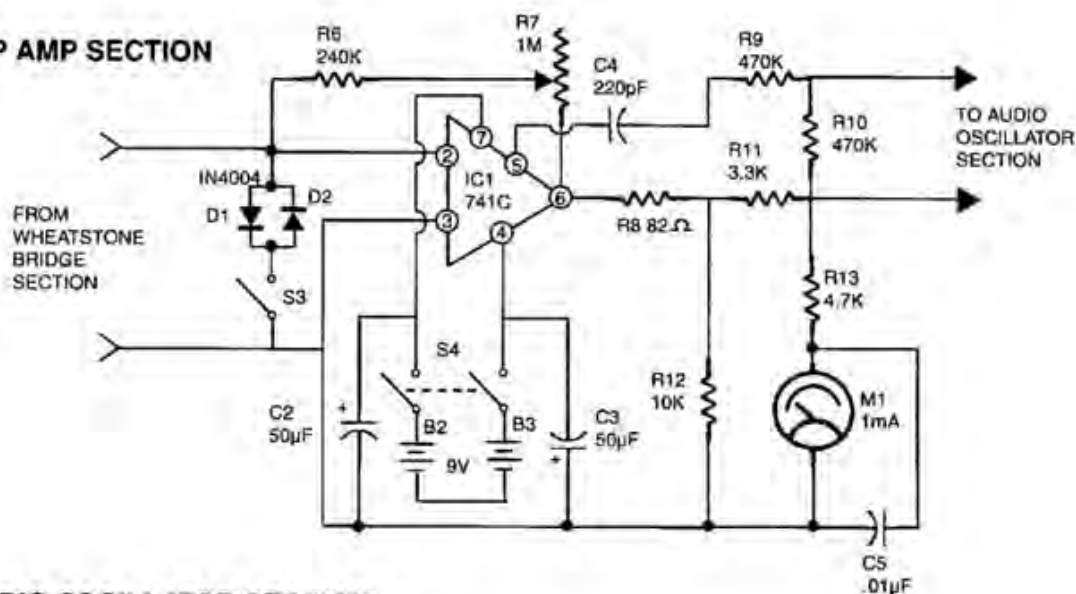 P AMP SECTION
R6
240K
R7
1M
C4
220pF
R9
470K
TO AUDIO
OSCILLATOR
SECTION
R10
470K
R11
3.3K
7
5
2
IC1
741C
6
3
4
IN4004
D1
D2
R8 82Ω
FROM
WHEATSTONE
BRIDGE
SECTION
S3
R13
4.7K
S4
C2
50µF
+
B2
B3
9V
C3
50µF
+
R12
10K
M1
1mA
C5
.01µF